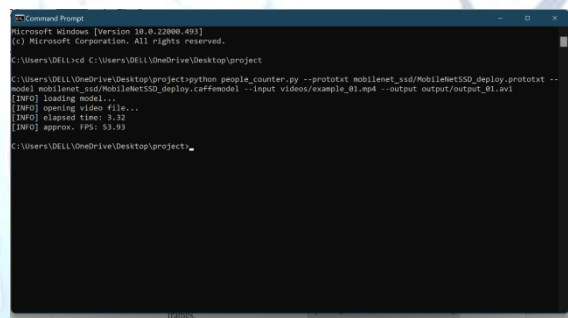 Command Prompt
Microsoft Windows [Version 10.0.22000.493]
(c) Microsoft Corporation. All rights reserved.
C:\Users\DELL>cd C:\Users\DELL\OneDrive\Desktop\project
C:\Users\DELL\OneDrive\Desktop\project>python people_counter.py --prototxt mobilenet_ssd/MobileNetSSD_deploy.prototxt --
model mobilenet_ssd/MobileNetSSD_deploy.caffemodel --input videos/example_01.mp4 --output output/output_01.avi
[INFO] loading model...
[INFO] opening video file...
[INFO] elapsed time: 3.32
[INFO] approx. FPS: 53.93
C:\Users\DELL\OneDrive\Desktop\project>